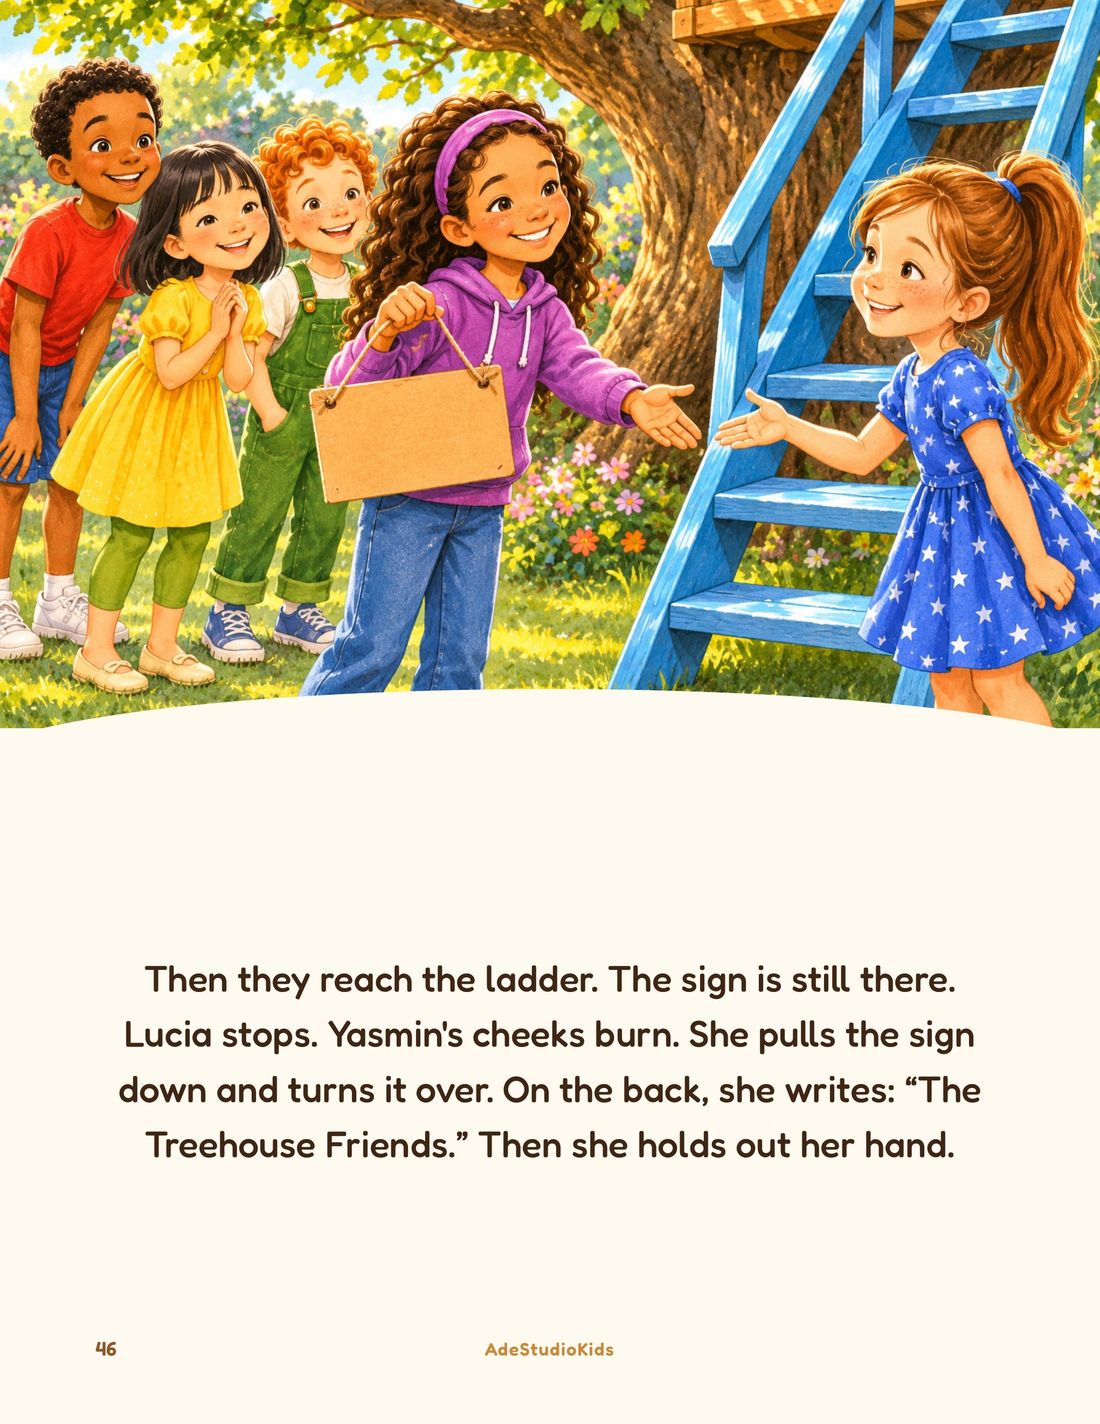 Then they reach the ladder. The sign is still there.
Lucia stops. Yasmin's cheeks burn. She pulls the sign
down and turns it over. On the back, she writes: “The
Treehouse Friends.” Then she holds out her hand.
46
AdeStudioKids